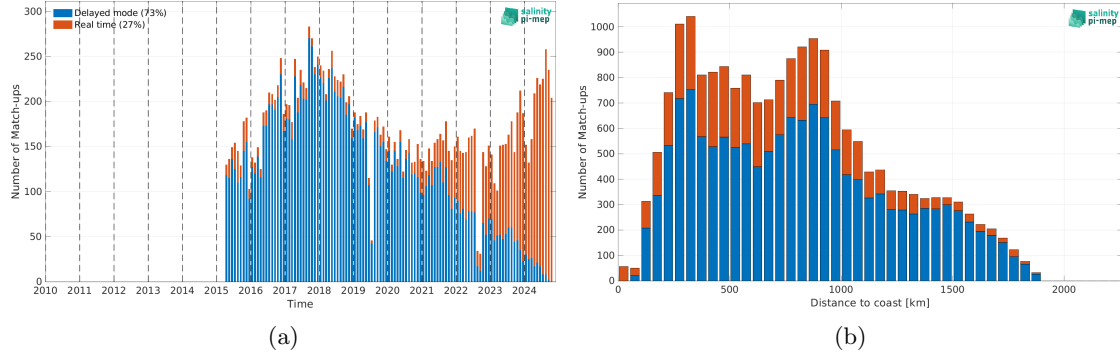 Delayed mode (73%)
Real time (27%)
salinity
pi-mep
Number of Match-ups
300
250
200
150
100
50
0
2010 2011 2012 2013 2014 2015 2016 2017 2018 2019 2020 2021 2022 2023 2024
Time
(a)
salinity
pi-mep
Number of Match-ups
1000
900
800
700
600
500
400
300
200
100
0
0 500 1000 1500 2000
Distance to coast [km]
(b)